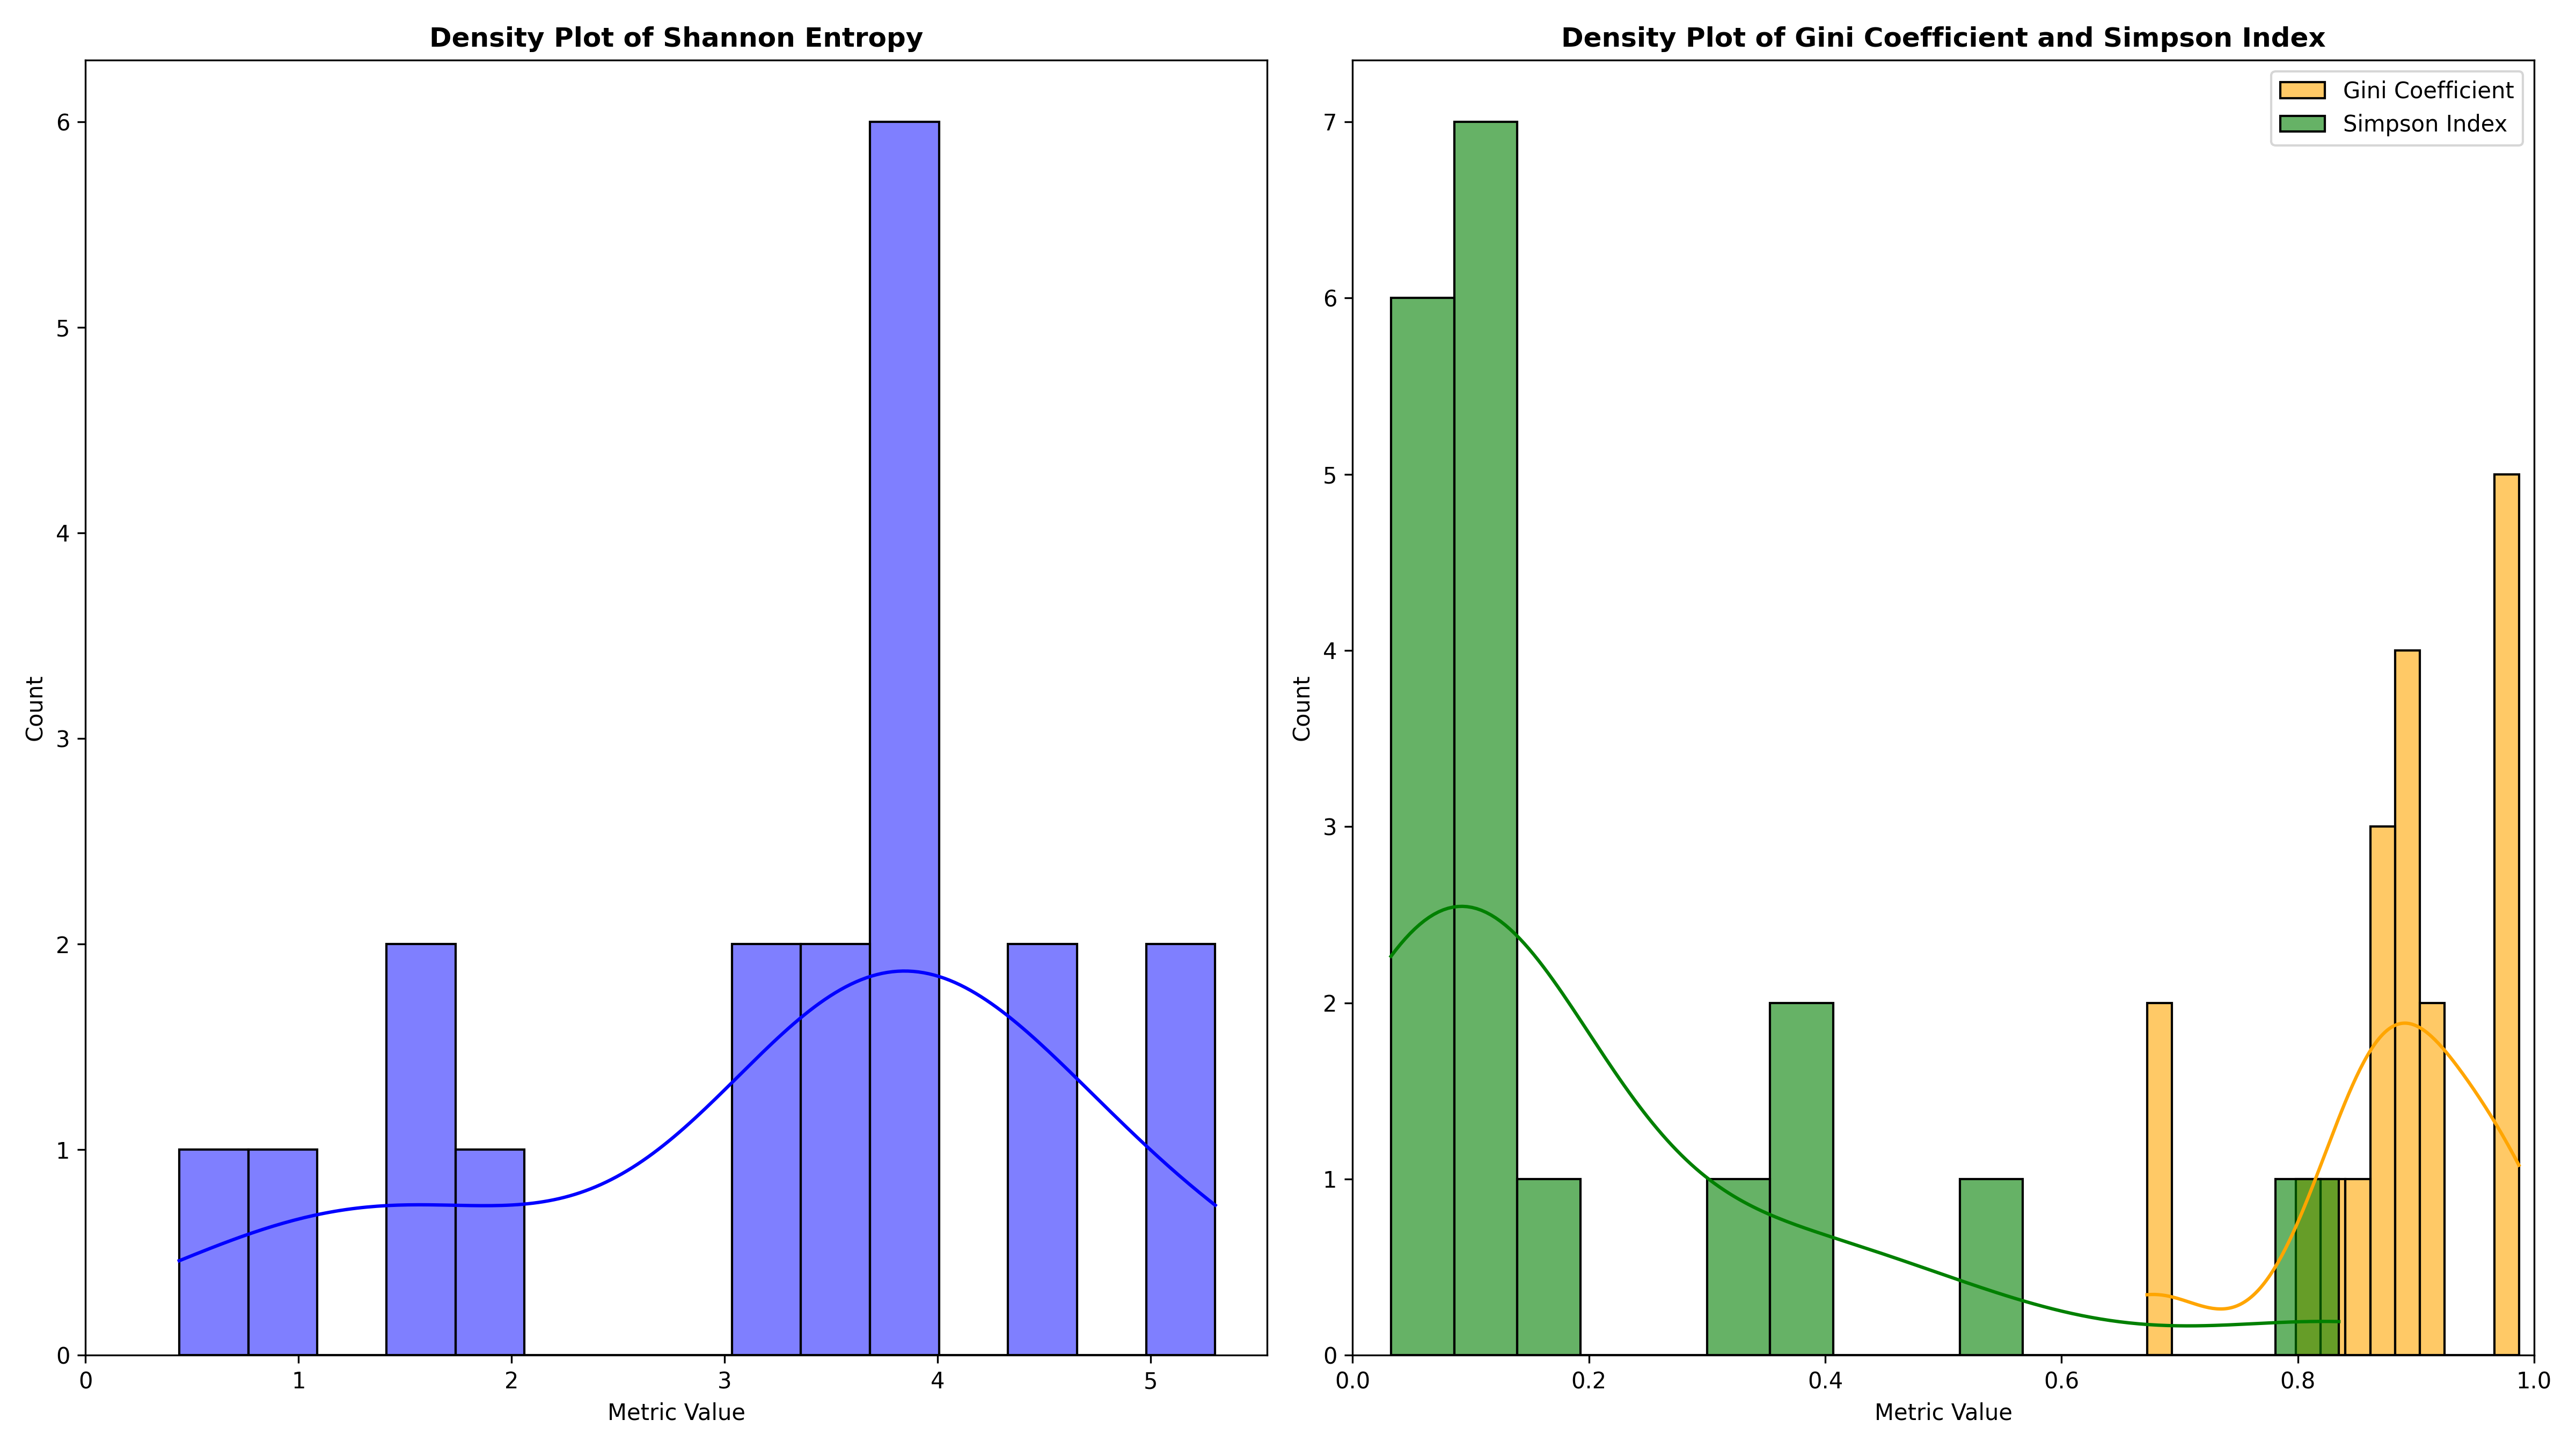 Density Plot of Shannon Entropy
6
5
4
3
2
1
0
Count
0 1 2 3 4 5
Metric Value
Density Plot of Gini Coefficient and Simpson Index
Gini Coefficient
Simpson Index
7
6
5
4
3
2
1
0
Count
0.0 0.2 0.4 0.6 0.8 1.0
Metric Value